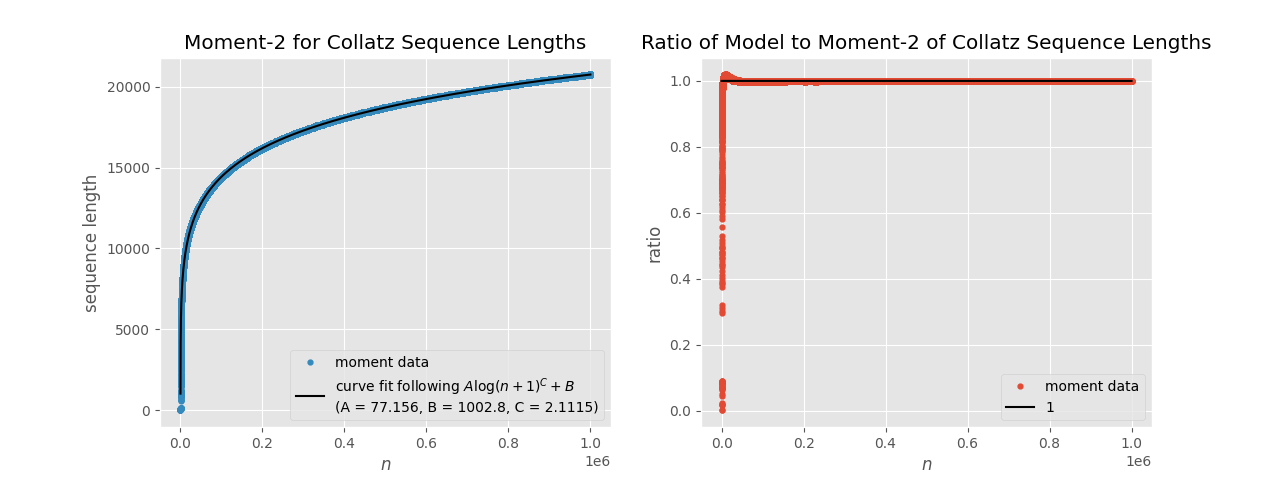 Moment-2 for Collatz Sequence Lengths
sequence length
20000
15000
10000
5000
0
moment data
curve fit following $A\log(n+1)^C + B$
(A = 77.156, B = 1002.8, C = 2.1115)
0.0 0.2 0.4 0.6 0.8 1.0
1e6
n
Ratio of Model to Moment-2 of Collatz Sequence Lengths
ratio
1.0
0.8
0.6
0.4
0.2
0.0
moment data
1
0.0 0.2 0.4 0.6 0.8 1.0
1e6
n